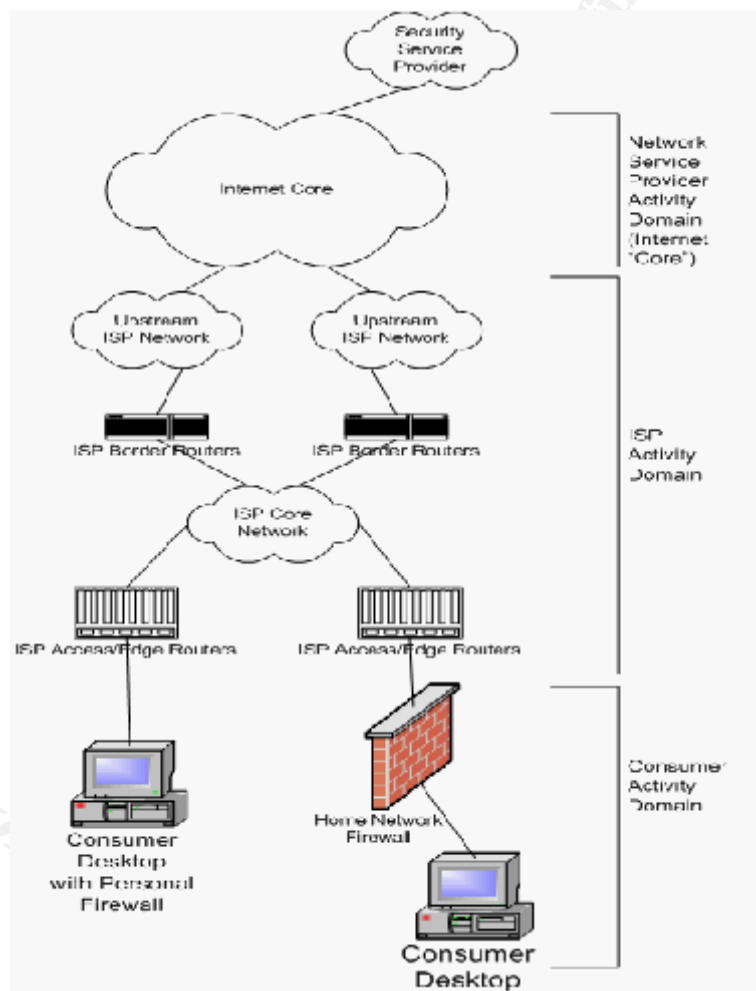 Security
Service
Provider
Internet Core
Network
Service
Provider
Activity
Domain
(Internet
"Core")
Upstream
ISP Network
Upstream
ISP Network
ISP Border Routers
ISP Border Routers
ISP
Activity
Domain
ISP Core
Network
ISP Access/Edge Routers
ISP Access/Edge Routers
Consumer
Activity
Domain
Home Network
Firewall
Consumer
Desktop
with Personal
Firewall
Consumer
Desktop